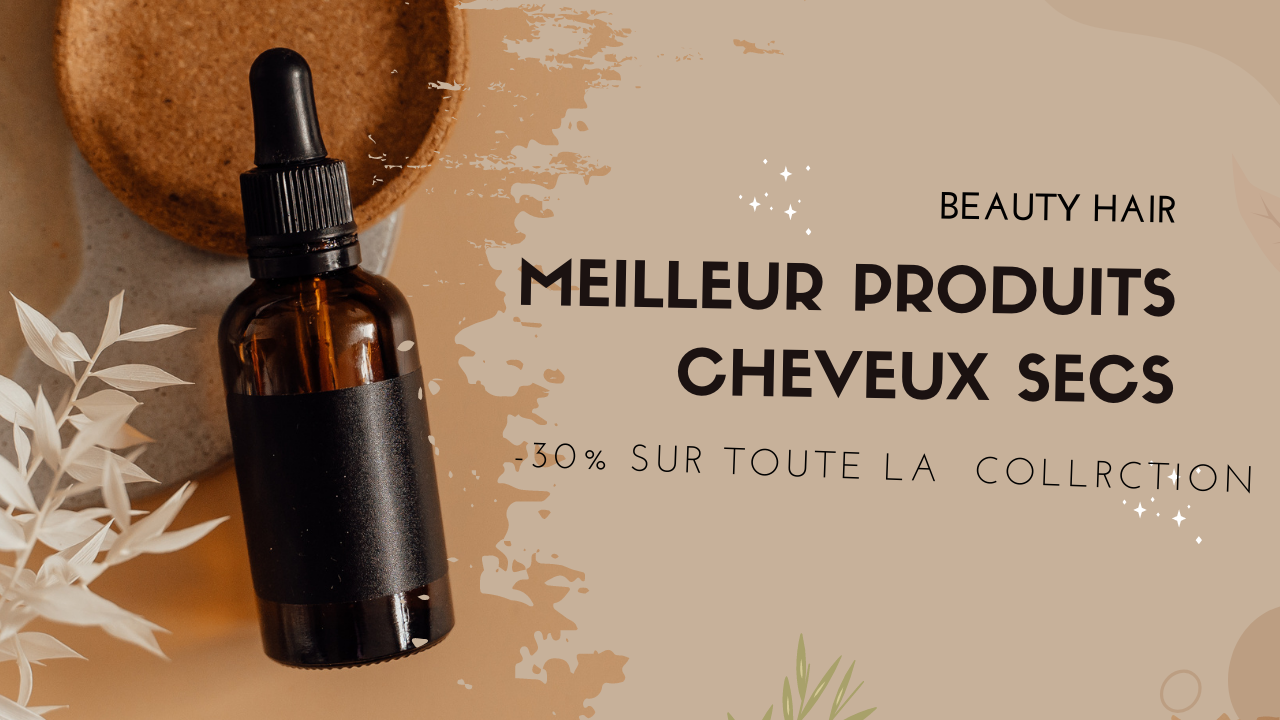 BEAUTY HAIR
MEILLEUR PRODUITS
CHEVEUX SECS
-30% SUR TOUTE LA COLLRCTION